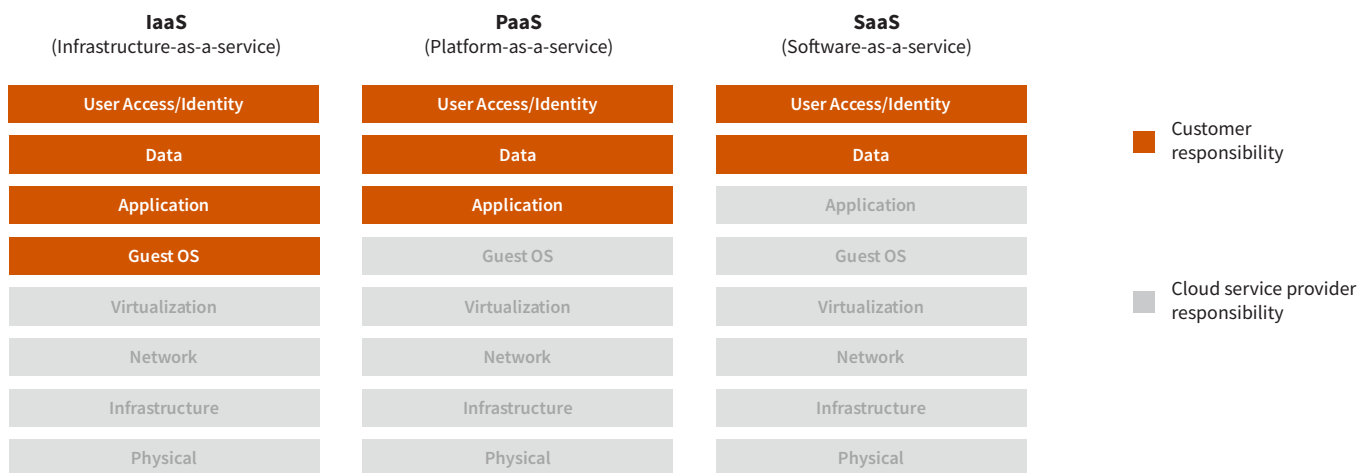 IaaS
(Infrastructure-as-a-service)
User Access/Identity
Data
Application
Guest OS
Virtualization
Network
Infrastructure
Physical
PaaS
(Platform-as-a-service)
User Access/Identity
Data
Application
Guest OS
Virtualization
Network
Infrastructure
Physical
SaaS
(Software-as-a-service)
User Access/Identity
Data
Application
Guest OS
Virtualization
Network
Infrastructure
Physical
Customer
responsibility
Cloud service provider
responsibility